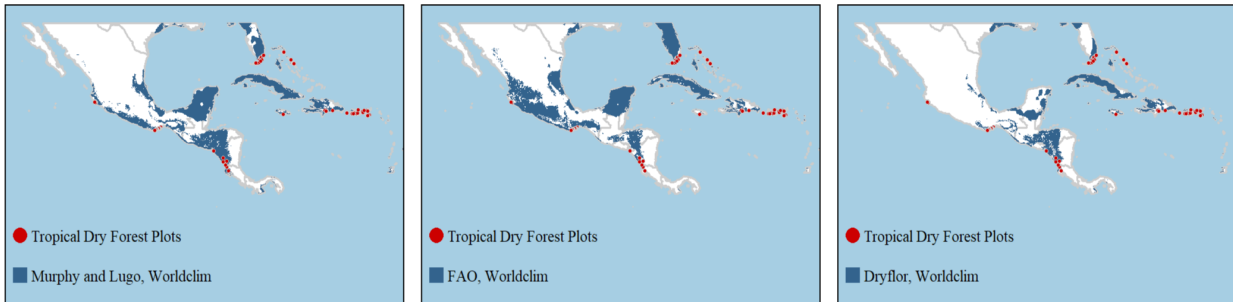 Tropical Dry Forest Plots
Murphy and Lugo, Worldclim
Tropical Dry Forest Plots
FAO, Worldclim
Tropical Dry Forest Plots
Dryflor, Worldclim